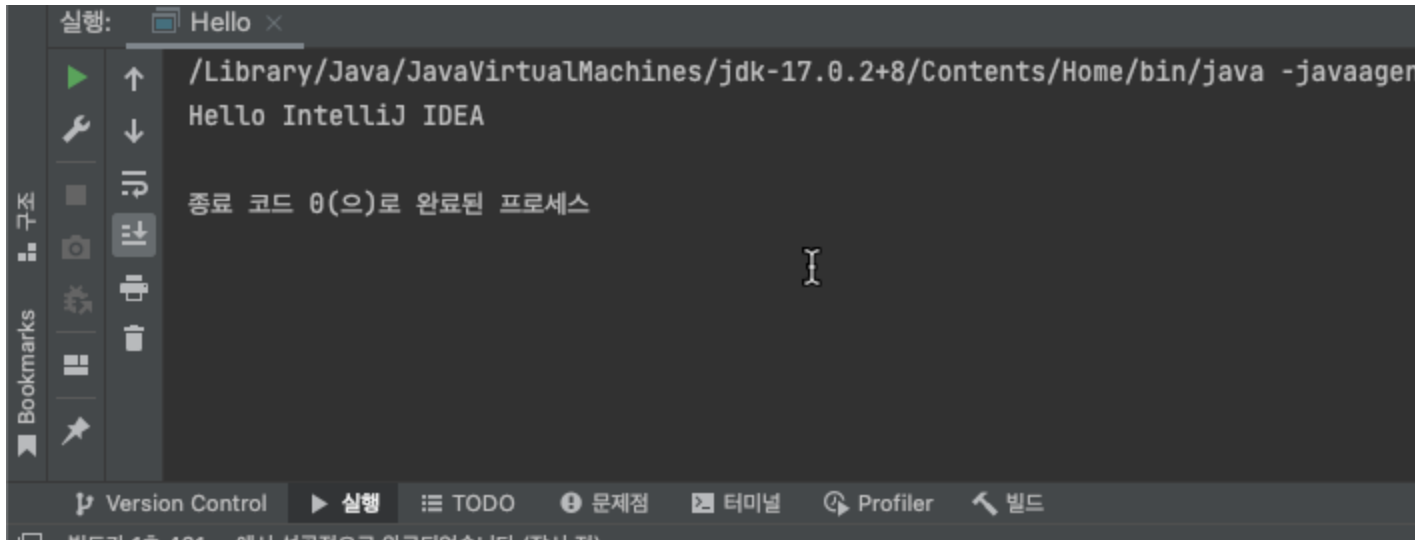 실행: Hello
/Library/Java/JavaVirtualMachines/jdk-17.0.2+8/Contents/Home/bin/java -javaagen
Hello IntelliJ IDEA
종료 코드 0(으)로 완료된 프로세스
구조
Bookmarks
Version Control 실행 TODO 문제점 터미널 Profiler 빌드